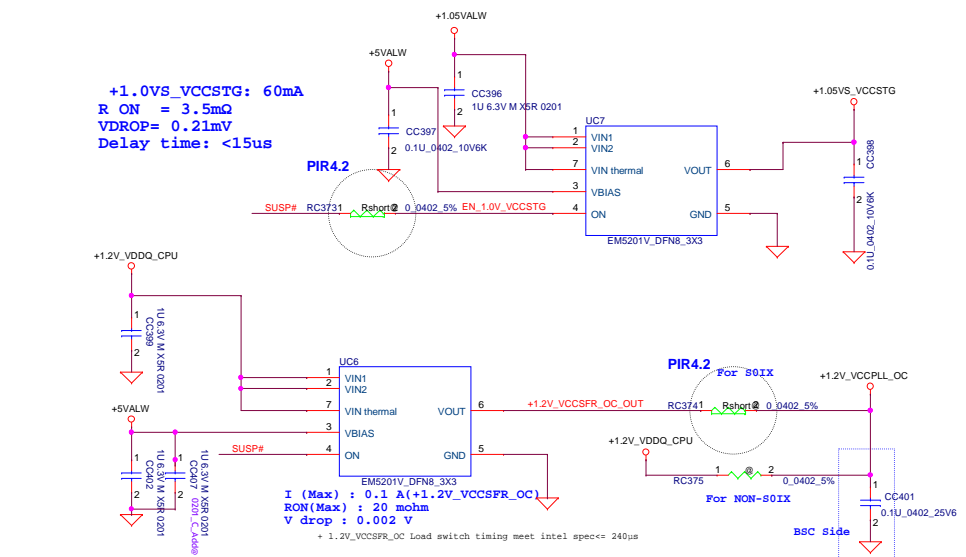 +1.05VALW
+5VALW
+1.0VS_VCCSTG: 60mA
R ON = 3.5mΩ
VDROP= 0.21mV
Delay time: <15us
1
CC396
2
1U 6.3V M X5R 0201
1
CC397
2
0.1U_0402_10V6K
PIR4.2
SUSP#
RC373
1
Rshort@
2
0_0402_5%
EN_1.0V_VCCSTG
UC7
1
VIN1
2
VIN2
7
VIN thermal
3
VBIAS
4
ON
VOUT
6
GND
5
EM5201V_DFN8_3X3
+1.05VS_VCCSTG
1
CC398
2
0.1U_0402_10V6K
+1.2V_VDDQ_CPU
1
CC399
2
1U 6.3V M X5R 0201
+5VALW
1
CC402
2
1U 6.3V M X5R 0201
1
CC407
2
1U 6.3V M X5R 0201
0201_C_Add@
SUSP#
UC6
1
VIN1
2
VIN2
7
VIN thermal
3
VBIAS
4
ON
VOUT
6
GND
5
EM5201V_DFN8_3X3
+1.2V_VCCSFR_OC_OUT
PIR4.2
For S0IX
RC374
1
Rshort@
2
0_0402_5%
+1.2V_VCCPLL_OC
+1.2V_VDDQ_CPU
RC375
1
@
2
0_0402_5%
For NON-S0IX
1
CC401
0.1U_0402_25V6
2
BSC Side
I (Max) : 0.1 A(+1.2V_VCCSFR_OC)
RON(Max) : 20 mohm
V drop : 0.002 V
+ 1.2V_VCCSFR_OC Load switch timing meet intel spec<= 240µs